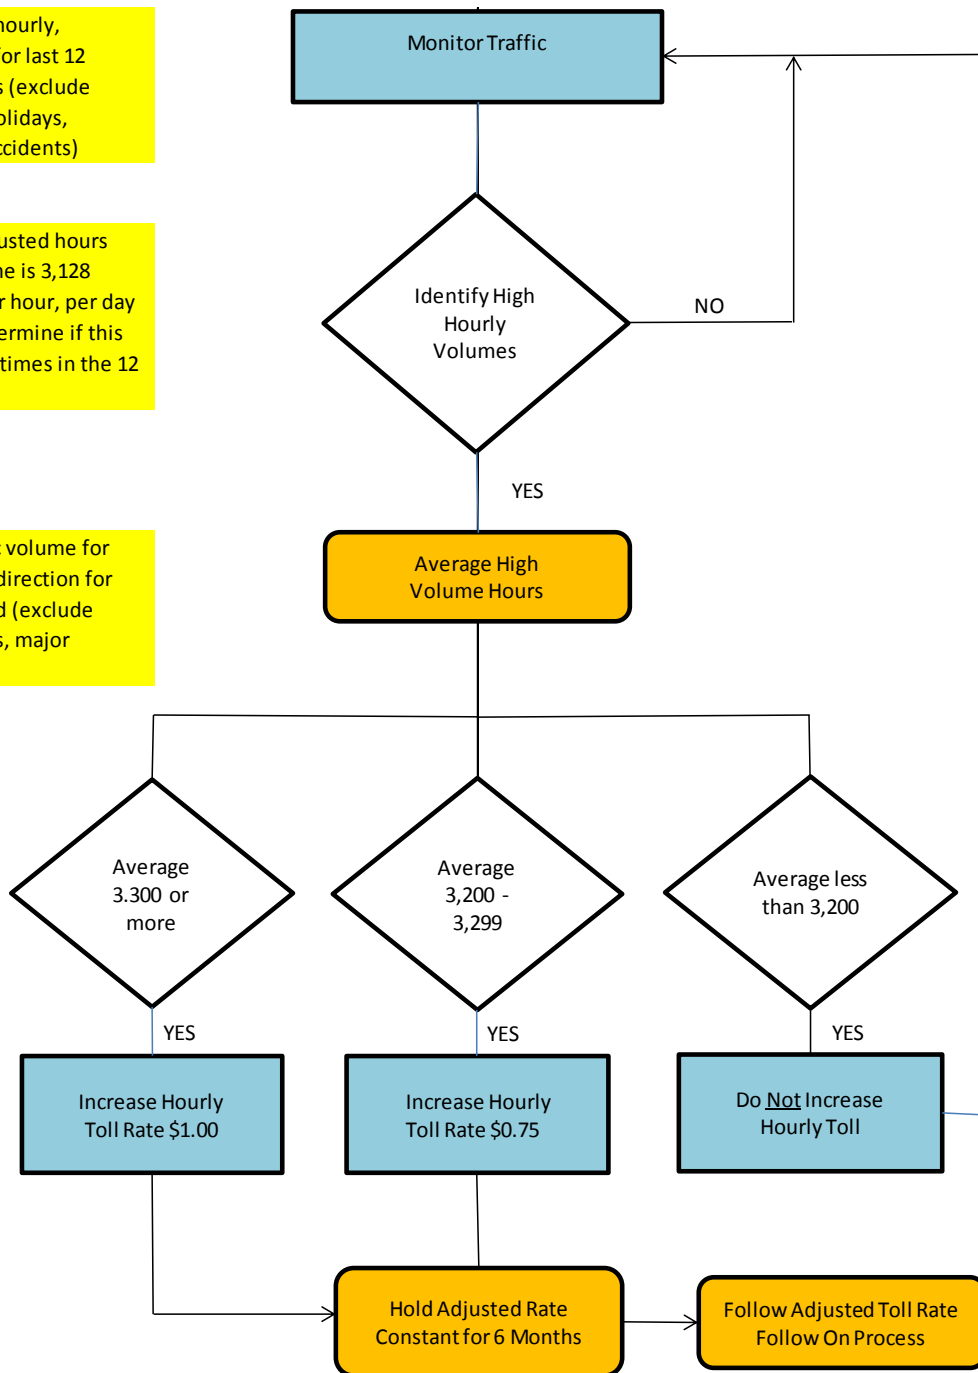 hourly,
for last 12
s (exclude
olidays,
ccidents)
Monitor Traffic
usted hours
ne is 3,128
r hour, per day
ermine if this
times in the 12
Identify High
Hourly
Volumes
NO
YES
c volume for
direction for
d (exclude
s, major
Average High
Volume Hours
Average
3.300 or
more
Average
3,200 -
3,299
Average less
than 3,200
YES
YES
YES
Increase Hourly
Toll Rate $1.00
Increase Hourly
Toll Rate $0.75
Do Not Increase
Hourly Toll
Hold Adjusted Rate
Constant for 6 Months
Follow Adjusted Toll Rate
Follow On Process